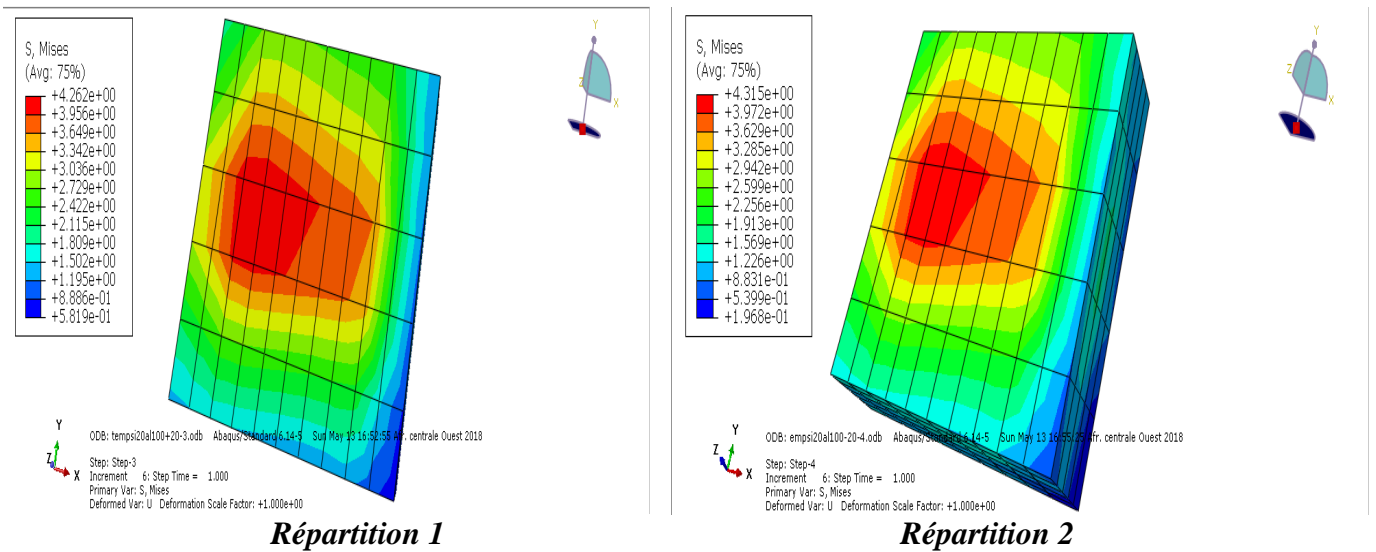 S, Mises
(Avg: 75%)
+4.262e+00
+3.956e+00
+3.649e+00
+3.342e+00
+3.036e+00
+2.729e+00
+2.422e+00
+2.115e+00
+1.809e+00
+1.502e+00
+1.195e+00
+8.886e-01
+5.819e-01
Y
Z
X
Y
Z
X
ODB: tempsi20al100+20-3.odb Abaqus/Standard 6.14-5 Sun May 13 16:52:55 Afr. centrale Ouest 2018
Step: Step-3
Increment 6: Step Time = 1.000
Primary Var: S, Mises
Deformed Var: U Deformation Scale Factor: +1.000e+00
Répartition 1
S, Mises
(Avg: 75%)
+4.315e+00
+3.972e+00
+3.629e+00
+3.285e+00
+2.942e+00
+2.599e+00
+2.256e+00
+1.913e+00
+1.569e+00
+1.226e+00
+8.831e-01
+5.399e-01
+1.968e-01
Y
Z
X
Y
Z
X
ODB: empsi20al100-20-4.odb Abaqus/Standard 6.14-5 Sun May 13 fr. centrale Ouest 2018
Step: Step-4
Increment 6: Step Time = 1.000
Primary Var: S, Mises
Deformed Var: U Deformation Scale Factor: +1.000e+00
Répartition 2